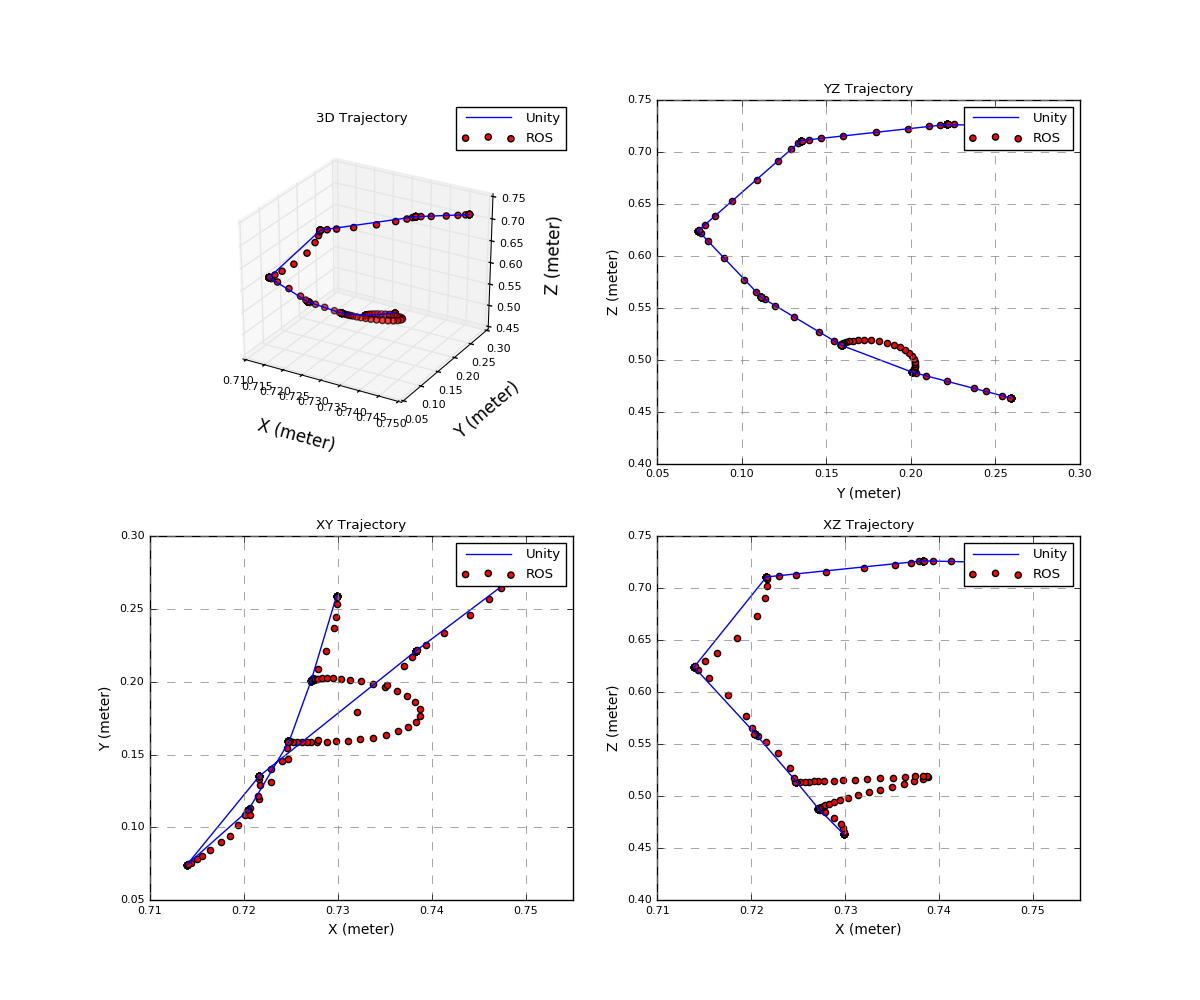 3D Trajectory
Unity
ROS
0.75
0.70
0.65
0.60
0.55
0.50
0.45
Z (meter)
0.30
0.25
0.20
0.15
0.10
0.05
Y (meter)
0.710
0.715
0.720
0.725
0.730
0.735
0.740
0.745
0.750
X (meter)
YZ Trajectory
Unity
ROS
0.75
0.70
0.65
0.60
0.55
0.50
0.45
0.40
Z (meter)
0.05 0.10 0.15 0.20 0.25 0.30
Y (meter)
XY Trajectory
Unity
ROS
0.30
0.25
0.20
0.15
0.10
0.05
Y (meter)
0.71 0.72 0.73 0.74 0.75
X (meter)
XZ Trajectory
Unity
ROS
0.75
0.70
0.65
0.60
0.55
0.50
0.45
0.40
Z (meter)
0.71 0.72 0.73 0.74 0.75
X (meter)